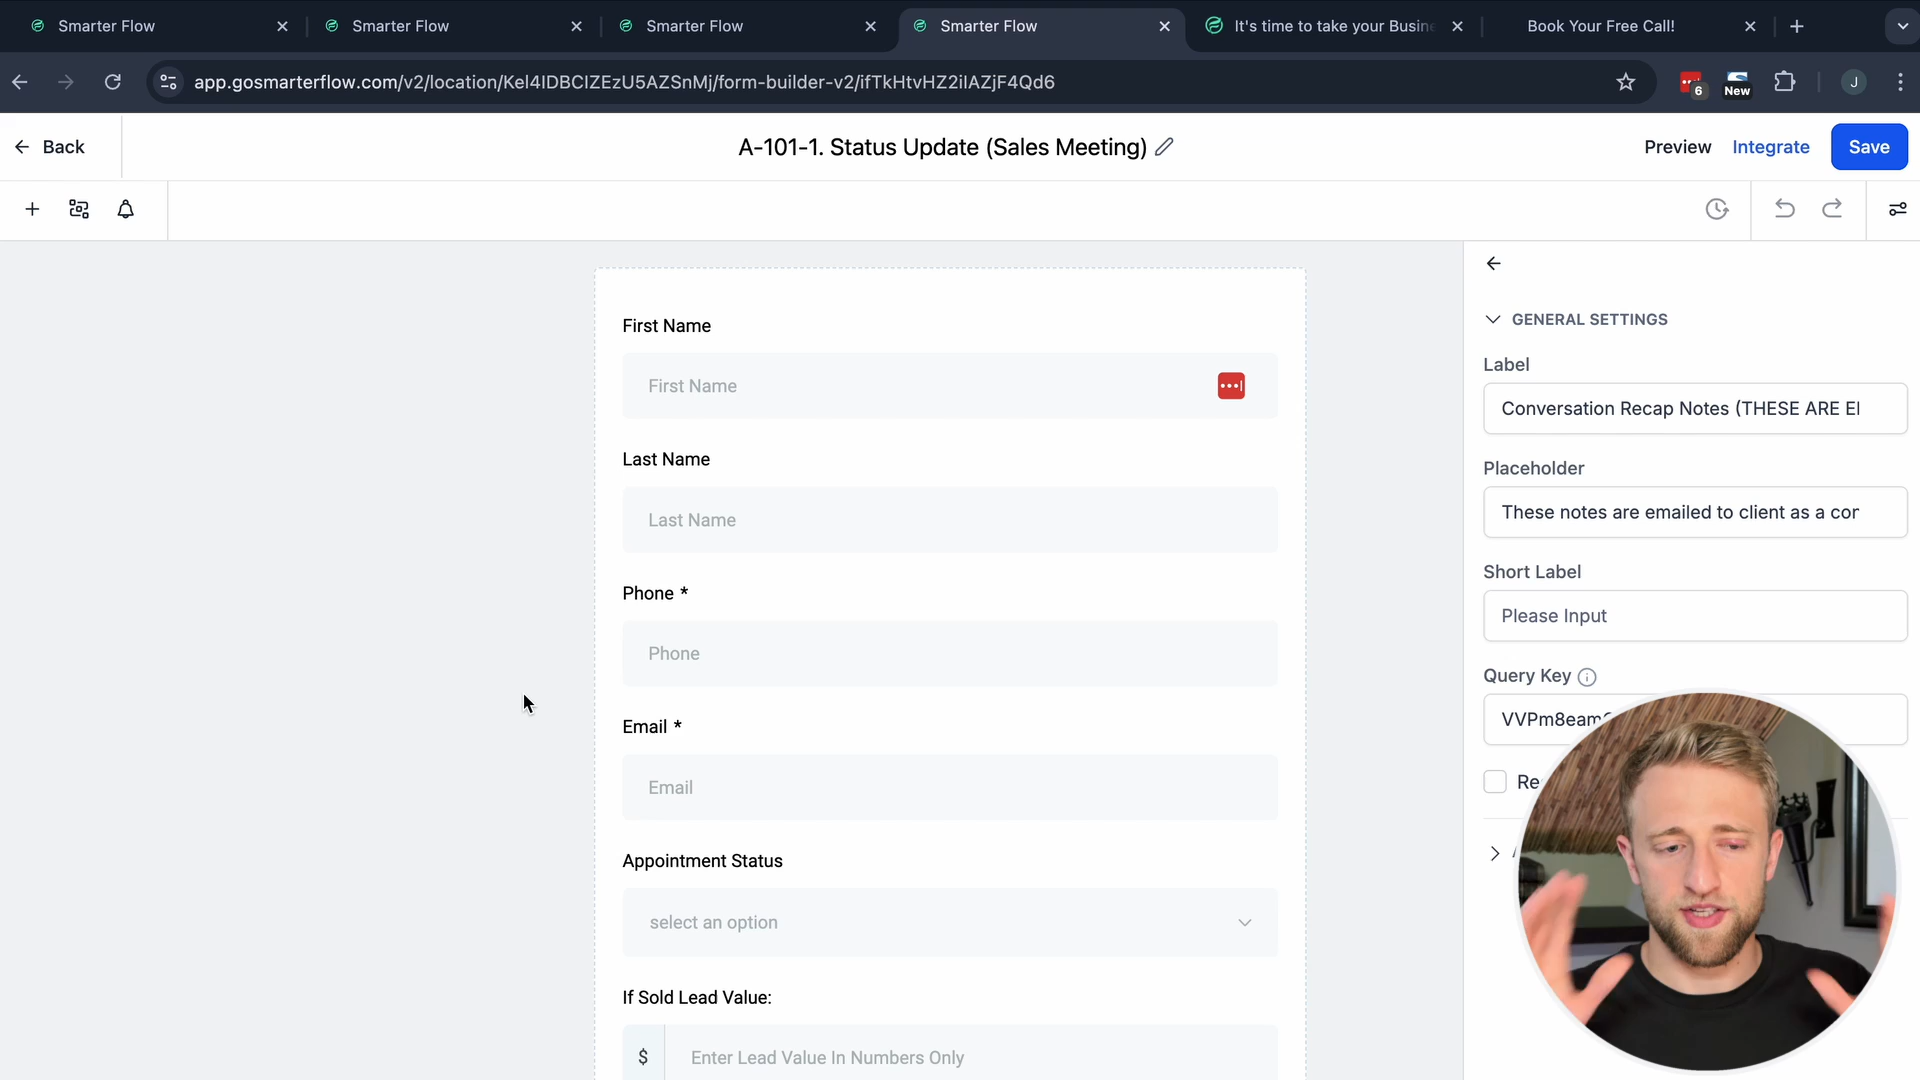 Smarter Flow
Smarter Flow
Smarter Flow
Smarter Flow
It's time to take your Busin
Book Your Free Call!
app.gosmarterflow.com/v2/location/Kel4IDBCIZEzU5AZSnMj/form-builder-v2/ifTkHtvHZ2iIAZjF4Qd6
6
New
J
Back
A-101-1. Status Update (Sales Meeting)
Preview
Integrate
Save
First Name
First Name
Last Name
Last Name
Phone *
Phone
Email *
Email
Appointment Status
select an option
If Sold Lead Value:
$
Enter Lead Value In Numbers Only
GENERAL SETTINGS
Label
Conversation Recap Notes (THESE ARE E
Placeholder
These notes are emailed to client as a cor
Short Label
Please Input
Query Key
VVPm8eam
Re